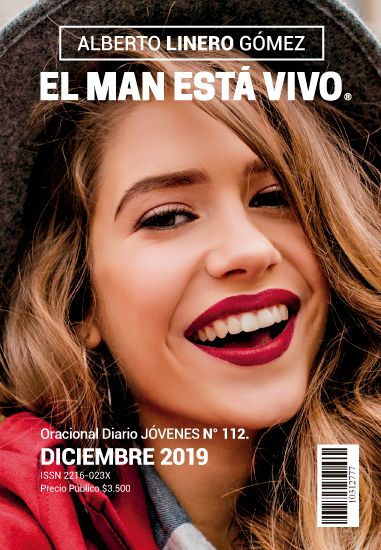 ALBERTO LINERO GÓMEZ
EL MAN ESTÁ VIVO®
Oracional Diario JÓVENES N° 112.
DICIEMBRE 2019
ISSN 2216-023X
Precio Público $3.500
10312777